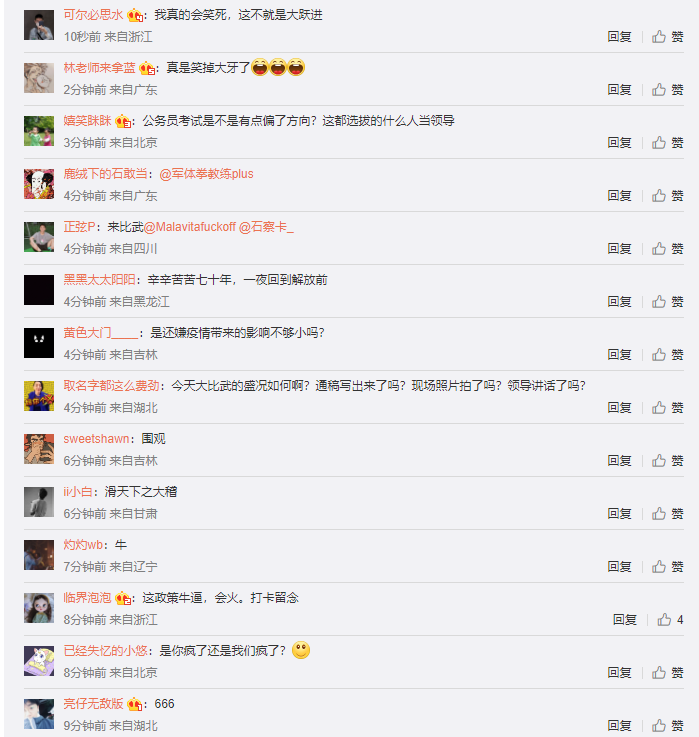 可尔必思水：我真的会笑死，这不就是大跃进
10秒前 来自浙江 回复 赞
林老师来拿蓝：真是笑掉大牙了
2分钟前 来自广东 回复 赞
嬉笑眯眯：公务员考试是不是有点偏了方向？这都选拔的什么人当领导
3分钟前 来自北京 回复 赞
鹿绒下的石敢当：@军体拳教练plus
4分钟前 来自广东 回复 赞
正弦P：来比武@Malavitafuckoff @石察卡_
4分钟前 来自四川 回复 赞
黑黑太太阳阳：辛辛苦苦七十年，一夜回到解放前
4分钟前 来自黑龙江 回复 赞
黄色大门____：是还嫌疫情带来的影响不够小吗？
4分钟前 来自吉林 回复 赞
取名字都这么费劲：今天大比武的盛况如何啊？通稿写出来了吗？现场照片拍了吗？领导讲话了吗？
4分钟前 来自湖北 回复 赞
sweetshawn：围观
6分钟前 来自吉林 回复 赞
ii小白：滑天下之大稽
6分钟前 来自甘肃 回复 赞
灼灼wb：牛
7分钟前 来自辽宁 回复 赞
临界泡泡：这政策牛逼，会火。打卡留念
8分钟前 来自浙江 回复 4
已经失忆的小悠：是你疯了还是我们疯了？
8分钟前 来自北京 回复 赞
亮仔无敌版：666
9分钟前 来自湖北 回复 赞